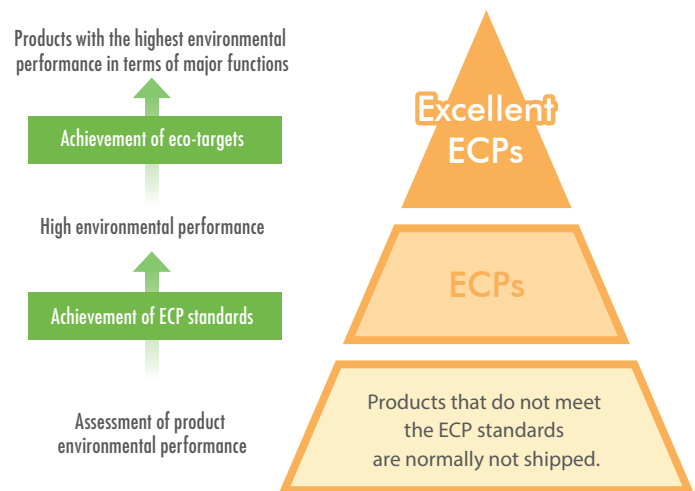 Products with the highest environmental
performance in terms of major functions
Achievement of eco-targets
High environmental performance
Achievement of ECP standards
Assessment of product
environmental performance
Excellent
ECPs
ECPs
Products that do not meet
the ECP standards
are normally not shipped.